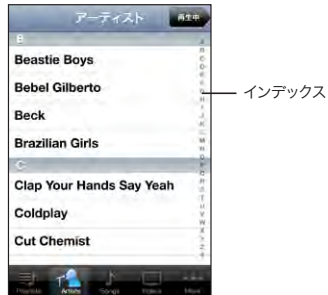 アーティスト
再生中
B
Beastie Boys
Bebel Gilberto
インデックス
Beck
Brazilian Girls
C
Clap Your Hands Say Yeah
Coldplay
Cut Chemist
Playlists
Artists
Songs
Videos
More